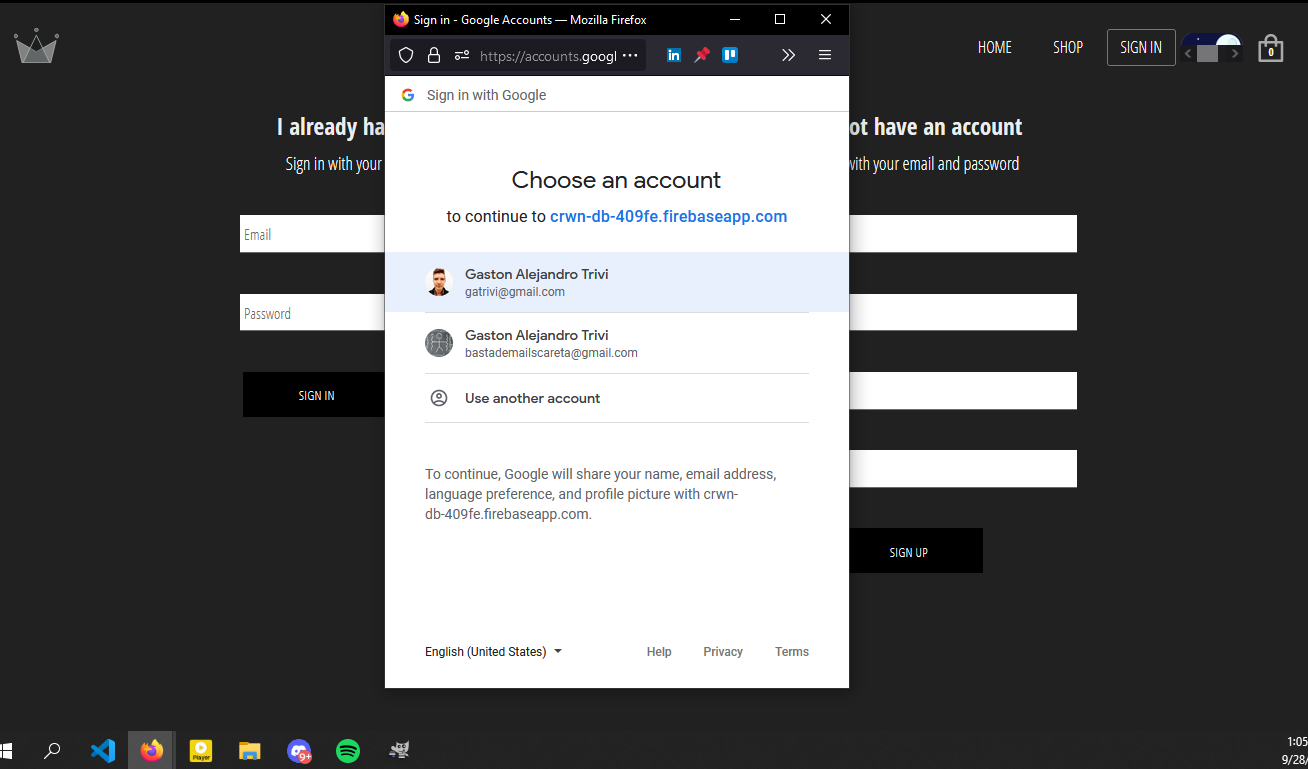 Sign in - Google Accounts — Mozilla Firefox
https://accounts.googl
in
HOME
SHOP
SIGN IN
0
Sign in with Google
I already ha
ot have an account
Sign in with your
with your email and password
Choose an account
to continue to crwn-db-409fe.firebaseapp.com
Email
Gaston Alejandro Trivi
gatrivi@gmail.com
Password
Gaston Alejandro Trivi
bastademailscareta@gmail.com
SIGN IN
Use another account
To continue, Google will share your name, email address,
language preference, and profile picture with crwn-
db-409fe.firebaseapp.com.
SIGN UP
English (United States)
Help
Privacy
Terms
Player
9+
1:05
9/28/